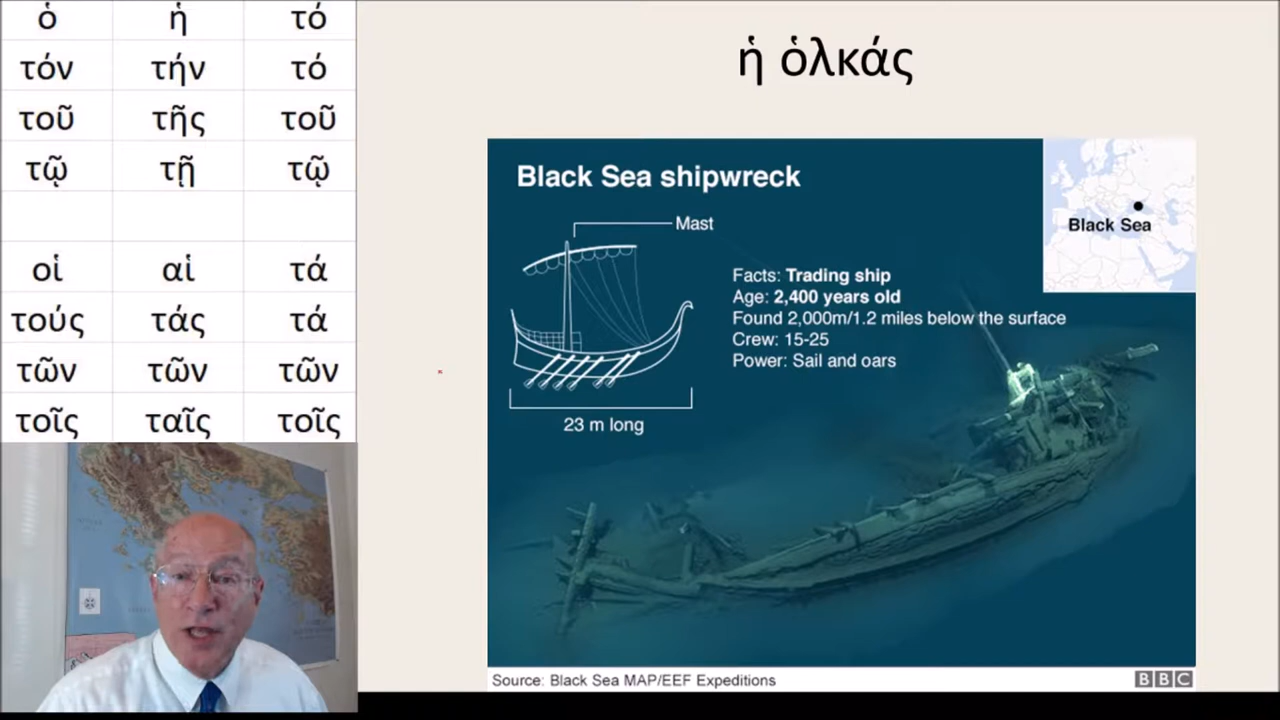 ὁ ἡ τό
τόν τήν τό
τοῦ τῆς τοῦ
τῷ τῇ τῷ
οἱ αἱ τά
τούς τάς τά
τῶν τῶν τῶν
τοῖς ταῖς τοῖς
ἡ ὁλκάς
Black Sea shipwreck
Mast
Black Sea
Facts: Trading ship
Age: 2,400 years old
Found 2,000m/1.2 miles below the surface
Crew: 15-25
Power: Sail and oars
23 m long
Source: Black Sea MAP/EEF Expeditions
BBC